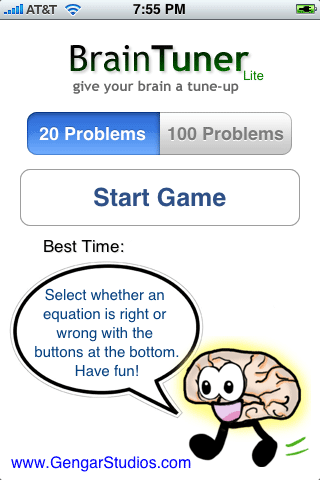 AT&T 7:55 PM
BrainTuner
Lite
give your brain a tune-up
20 Problems 100 Problems
Start Game
Best Time:
Select whether an
equation is right or
wrong with the
buttons at the bottom.
Have fun!
www.GengarStudios.com